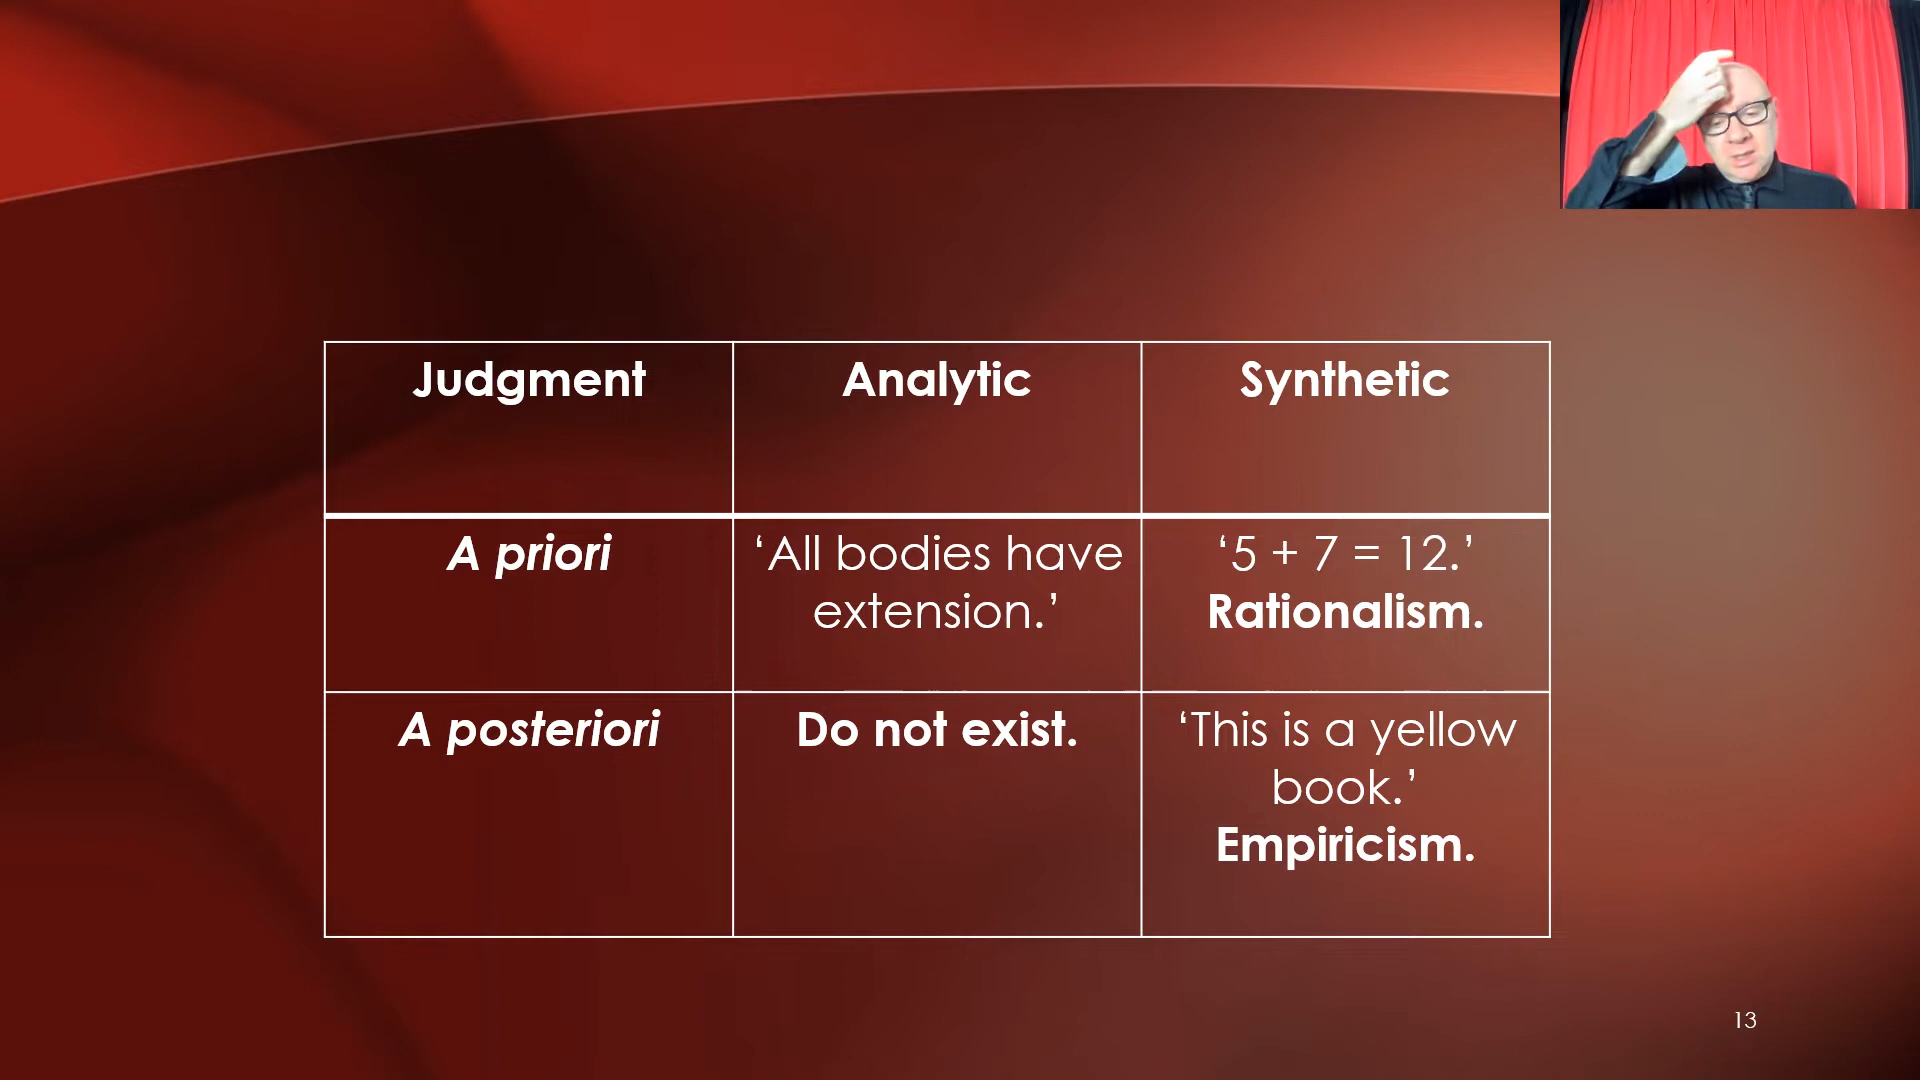 Judgment
Analytic
Synthetic
A priori
‘All bodies have
extension.’
‘5 + 7 = 12.’
Rationalism.
A posteriori
Do not exist.
‘This is a yellow
book.’
Empiricism.
13